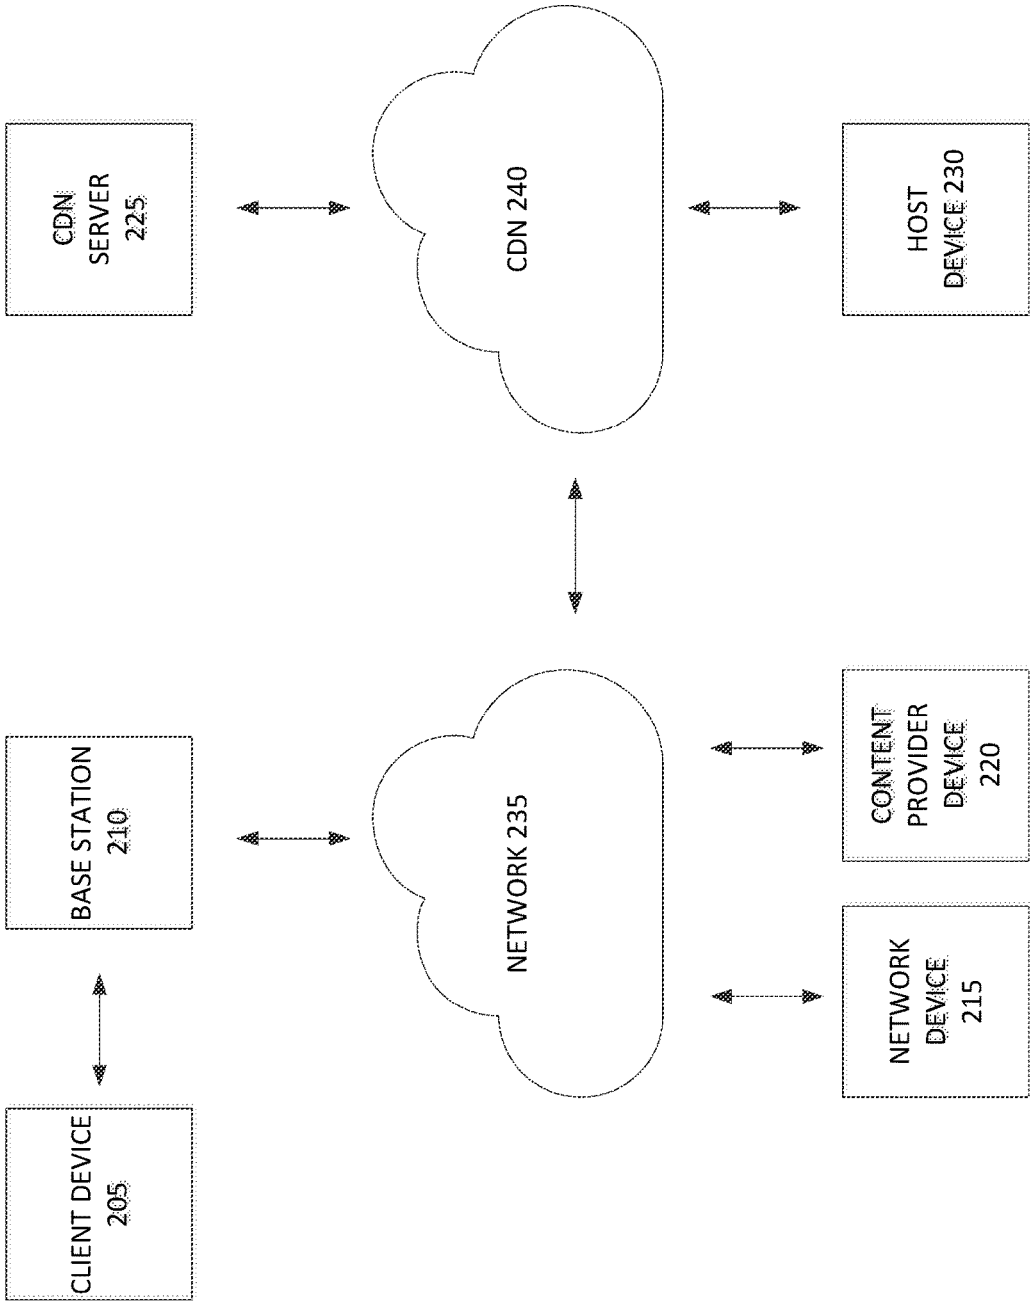 CLIENT DEVICE
205
BASE STATION
210
CDN
SERVER
225
NETWORK 235
CDN 240
NETWORK
DEVICE
215
CONTENT
PROVIDER
DEVICE
220
HOST
DEVICE 230